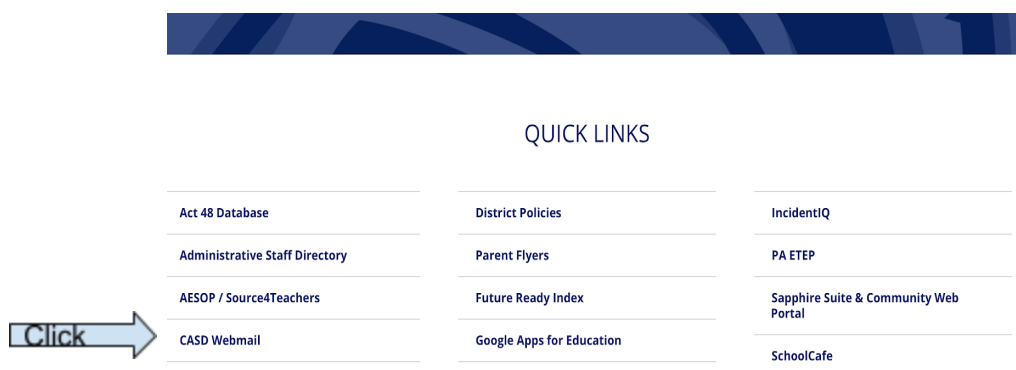 QUICK LINKS
Act 48 Database
Administrative Staff Directory
AESOP / Source4Teachers
Click
CASD Webmail
District Policies
Parent Flyers
Future Ready Index
Google Apps for Education
IncidentIQ
PA ETEP
Sapphire Suite & Community Web
Portal
SchoolCafe